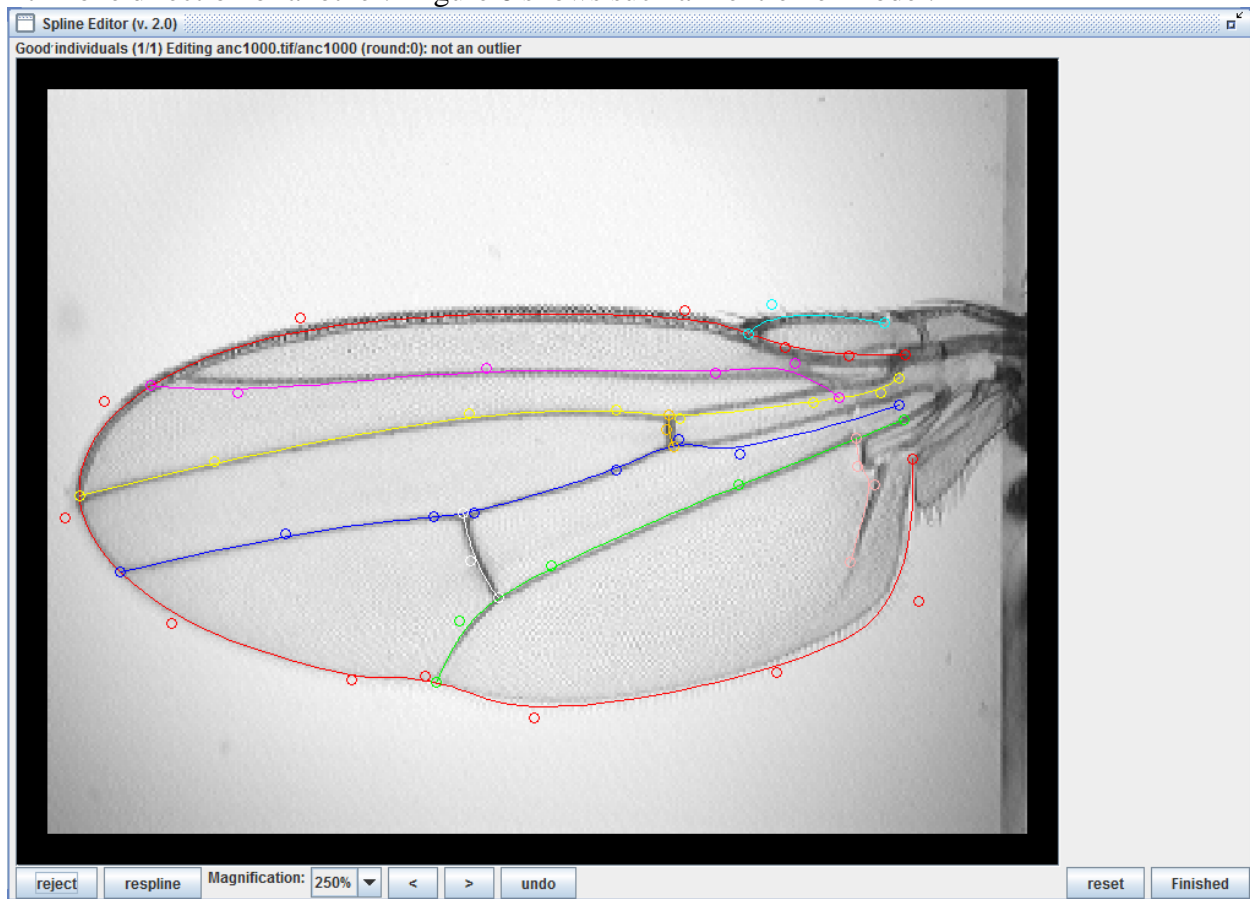 Spline Editor (v. 2.0)
Good individuals (1/1) Editing anc1000.tif/anc1000 (round:0): not an outlier
reject respline Magnification: 250% < > undo reset Finished